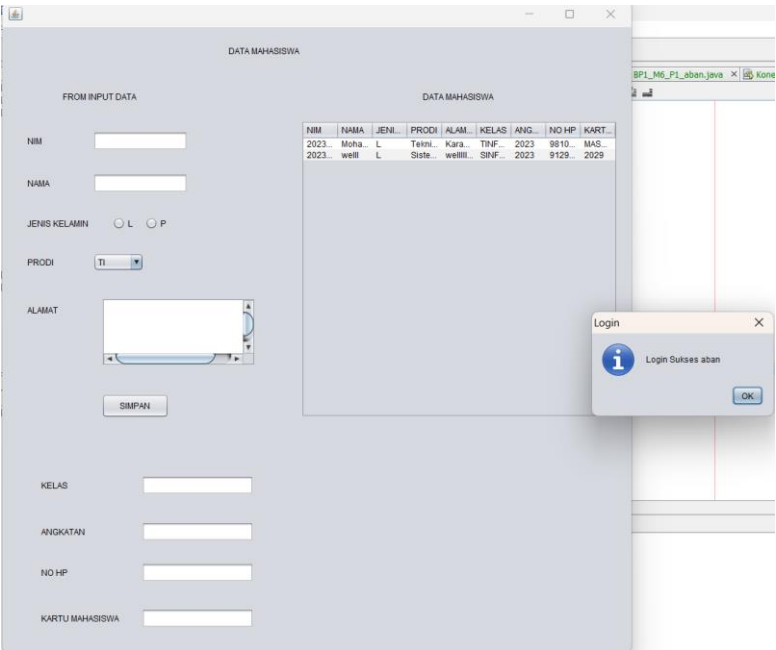 DATA MAHASISWA
BP1_M6_P1_aban.java × Kone
FROM INPUT DATA
DATA MAHASISWA
NIM
NIM NAMA JENI... PRODI ALAM... KELAS ANG... NO HP KART...
2023... Moha... L Tekni... Kara... TINF... 2023 9810... MAS...
2023... welll L Siste... wellllll... SINF... 2023 9129... 2029
NAMA
JENIS KELAMIN L P
PRODI TI
ALAMAT
Login
Login Sukses aban
OK
SIMPAN
KELAS
ANGKATAN
NO HP
KARTU MAHASISWA